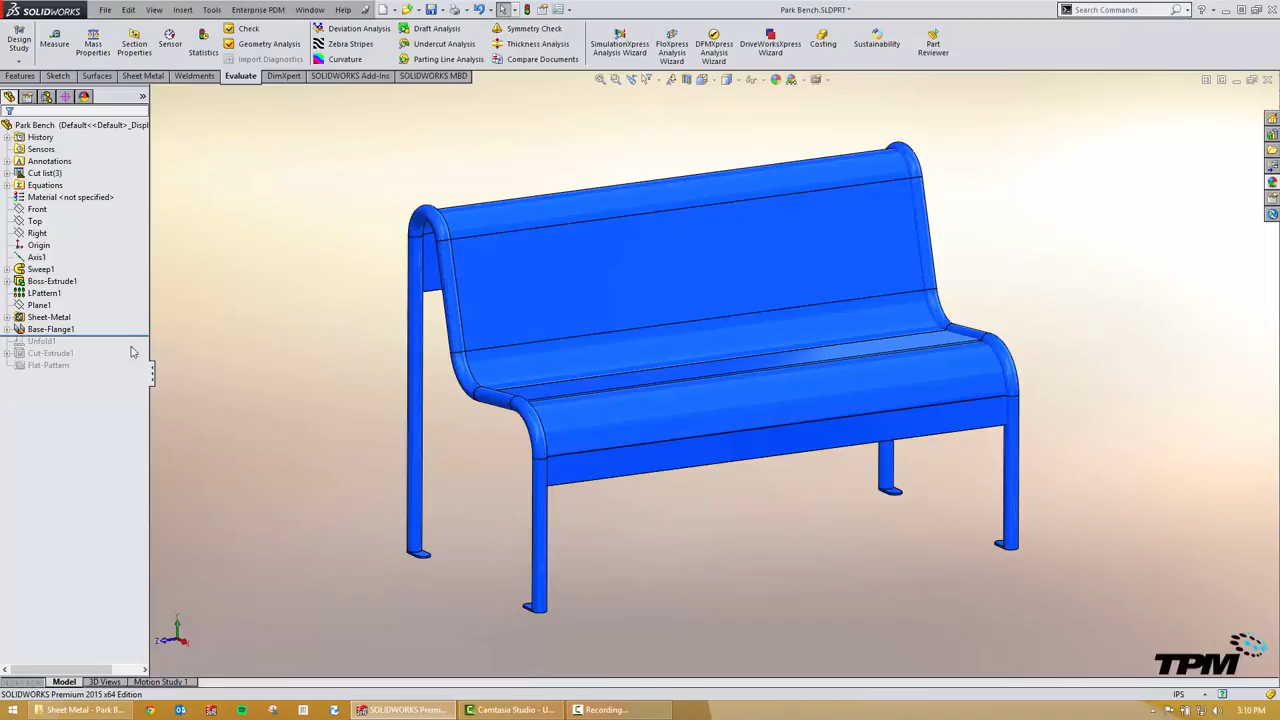 SOLIDWORKS
File Edit View Insert Tools Enterprise PDM Window Help
Park Bench.SLDPRT *
Search Commands
Design Study
Measure
Mass Properties
Section Properties
Sensor
Statistics
Check
Geometry Analysis
Import Diagnostics
Deviation Analysis
Zebra Stripes
Curvature
Draft Analysis
Undercut Analysis
Parting Line Analysis
Symmetry Check
Thickness Analysis
Compare Documents
SimulationXpress Analysis Wizard
FloXpress Analysis Wizard
DFMXpress Analysis Wizard
DriveWorksXpress Wizard
Costing
Sustainability
Part Reviewer
Features Sketch Surfaces Sheet Metal Weldments Evaluate DimXpert SOLIDWORKS Add-Ins SOLIDWORKS MBD
Park Bench (Default<<Default>_Displ
History
Sensors
Annotations
Cut list(3)
Equations
Material <not specified>
Front
Top
Right
Origin
Axis1
Sweep1
Boss-Extrude1
LPattern1
Plane1
Sheet-Metal
Base-Flange1
Unfold1
Cut-Extrude1
Flat-Pattern
Y
Z
X
TPM
Model 3D Views Motion Study 1
SOLIDWORKS Premium 2015 x64 Edition
IPS
Sheet Metal - Park B...
SOLIDWORKS Premi...
Camtasia Studio - U...
Recording...
3:10 PM